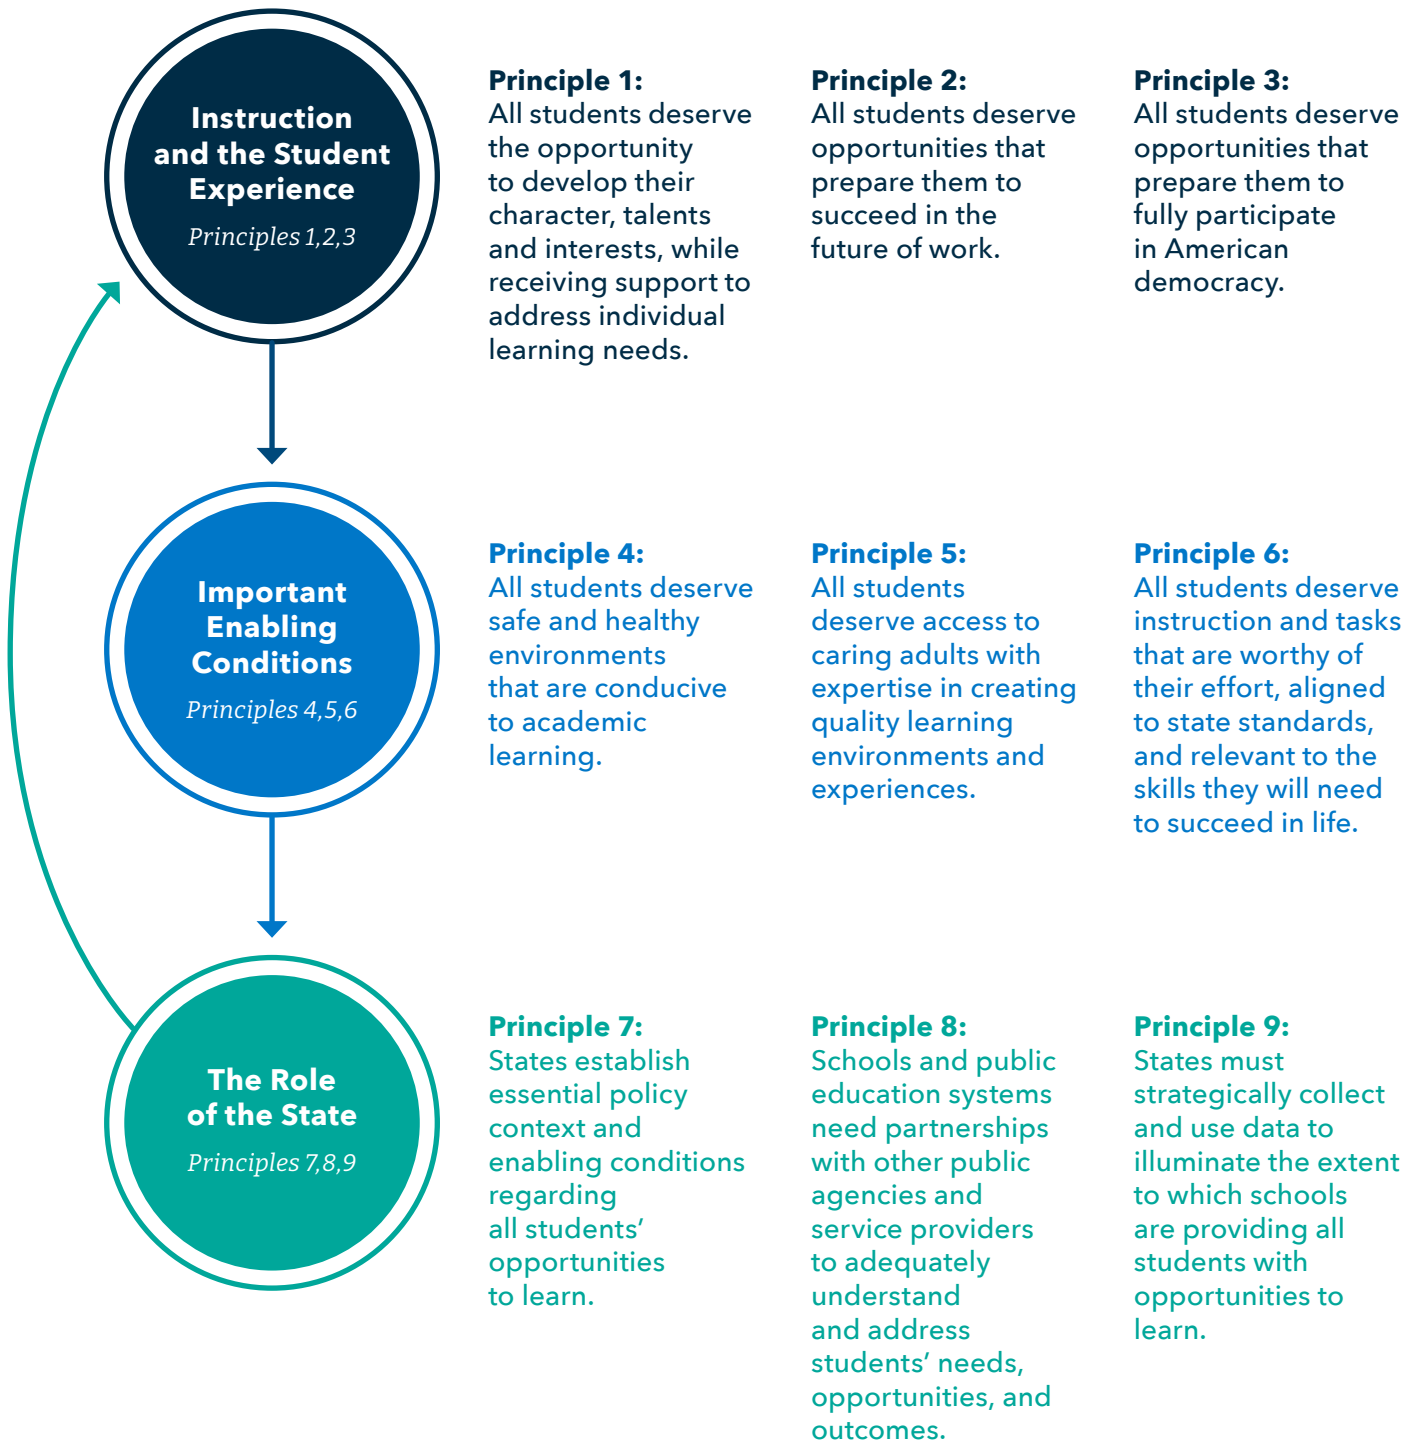 Instruction
and the Student
Experience
Principles 1,2,3
Principle 1:
All students deserve
the opportunity
to develop their
character, talents
and interests, while
receiving support to
address individual
learning needs.
Principle 2:
All students deserve
opportunities that
prepare them to
succeed in the
future of work.
Principle 3:
All students deserve
opportunities that
prepare them to
fully participate
in American
democracy.
Important
Enabling
Conditions
Principles 4,5,6
Principle 4:
All students deserve
safe and healthy
environments
that are conducive
to academic
learning.
Principle 5:
All students
deserve access to
caring adults with
expertise in creating
quality learning
environments and
experiences.
Principle 6:
All students deserve
instruction and tasks
that are worthy of
their effort, aligned
to state standards,
and relevant to the
skills they will need
to succeed in life.
The Role
of the State
Principles 7,8,9
Principle 7:
States establish
essential policy
context and
enabling conditions
regarding
all students’
opportunities
to learn.
Principle 8:
Schools and public
education systems
need partnerships
with other public
agencies and
service providers
to adequately
understand
and address
students’ needs,
opportunities, and
outcomes.
Principle 9:
States must
strategically collect
and use data to
illuminate the extent
to which schools
are providing all
students with
opportunities to
learn.